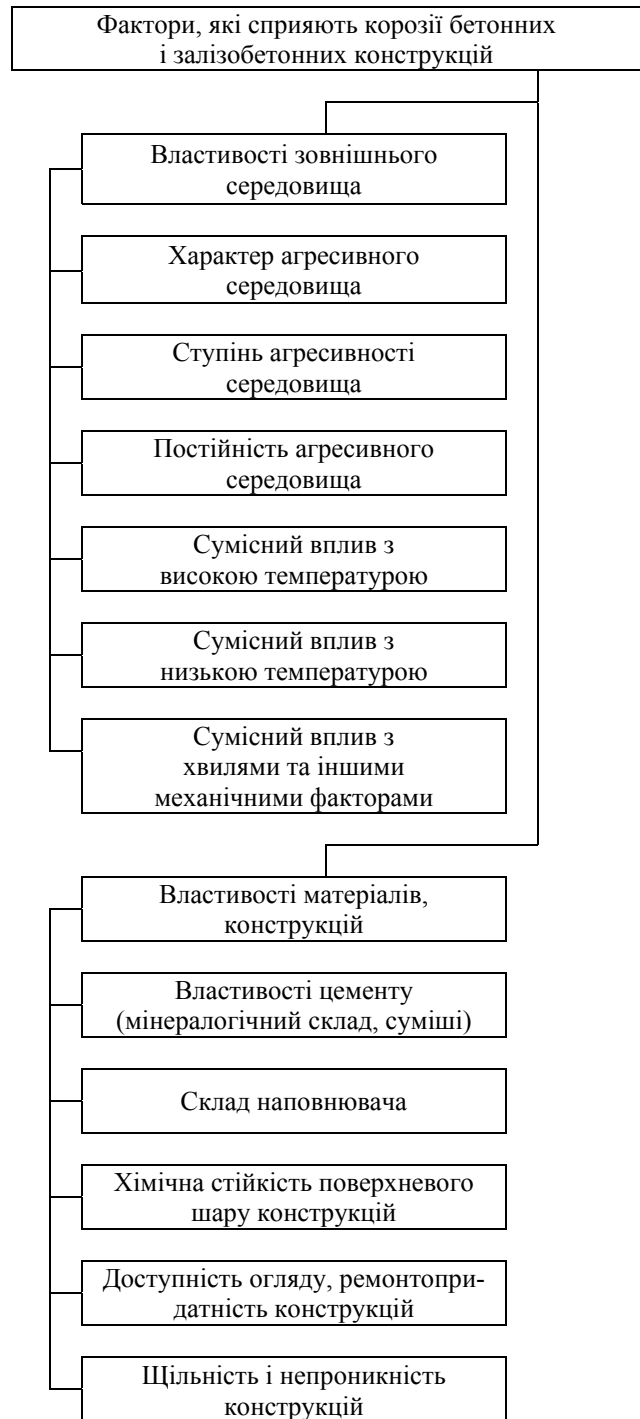 Фактори, які сприяють корозії бетонних
і залізобетонних конструкцій
Властивості зовнішнього
середовища
Характер агресивного
середовища
Ступінь агресивності
середовища
Постійність агресивного
середовища
Сумісний вплив з
високою температурою
Сумісний вплив з
низькою температурою
Сумісний вплив з
хвилями та іншими
механічними факторами
Властивості матеріалів,
конструкцій
Властивості цементу
(мінералогічний склад, суміші)
Склад наповнювача
Хімічна стійкість поверхневого
шару конструкцій
Доступність огляду, ремонтопри-
датність конструкцій
Щільність і непроникність
конструкцій